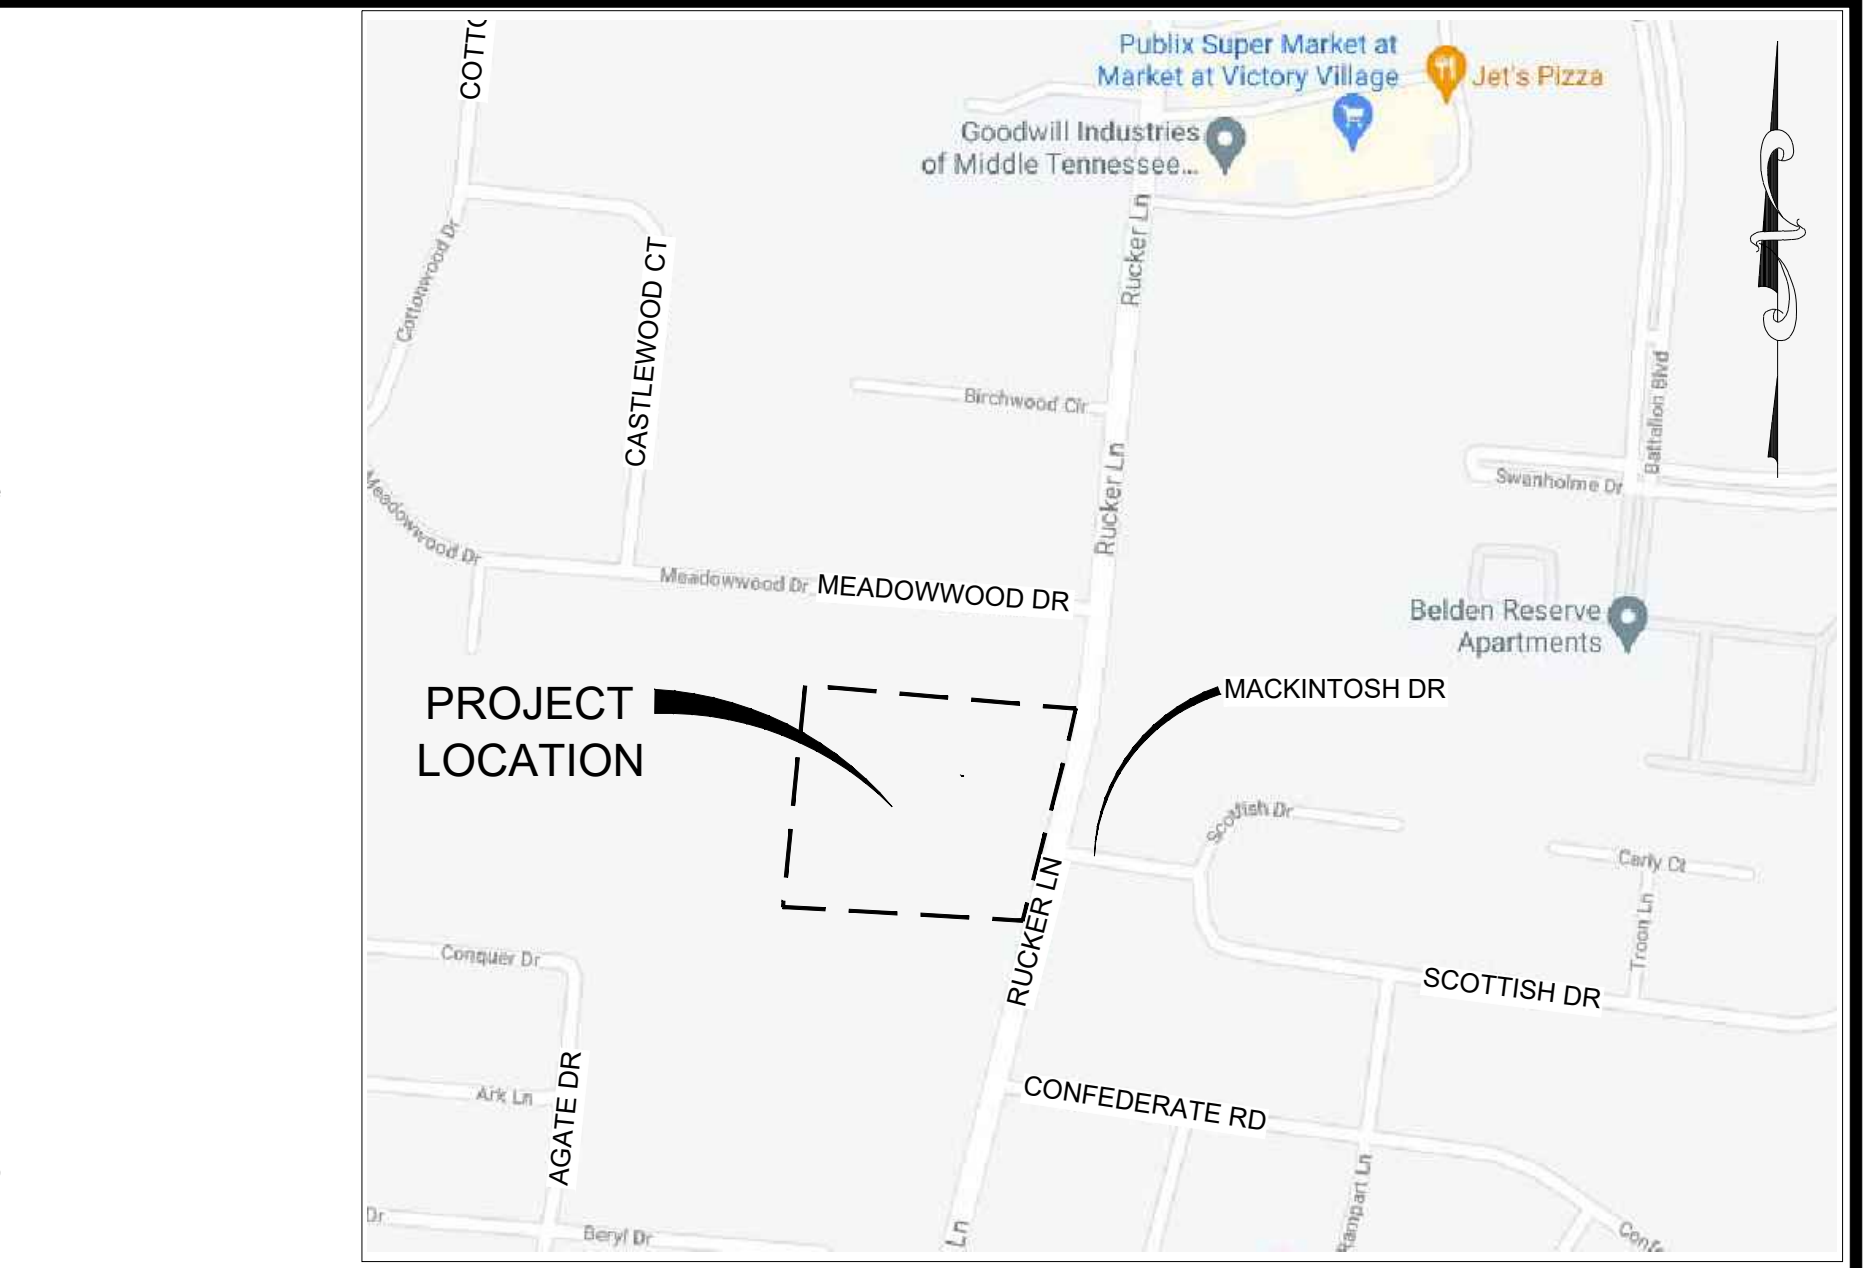 COTTO
Publix Super Market at
Market at Victory Village
Jet's Pizza
Goodwill Industries
of Middle Tennessee...
Rucker Ln
Cottonwood Dr
CASTLEWOOD CT
Birchwood Cir
Battalion Blvd
Rucker Ln
Swanholme Dr
Meadowwood Dr
Meadowwood Dr
MEADOWWOOD DR
Belden Reserve
Apartments
PROJECT
LOCATION
MACKINTOSH DR
Scottish Dr
Carly Ct
RUCKER LN
Troon Ln
Conquer Dr
SCOTTISH DR
AGATE DR
Ark Ln
CONFEDERATE RD
Rampart Ln
Dr
Beryl Dr
Ln
Confe